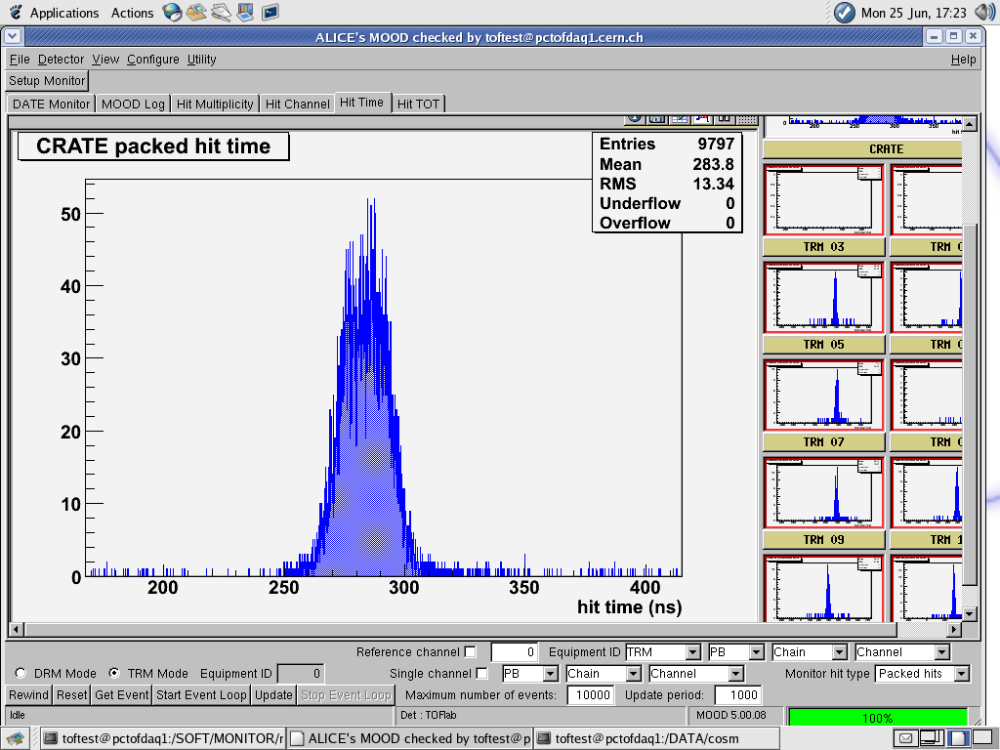 Applications Actions Mon 25 Jun, 17:23
ALICE's MOOD checked by toftest@pctofdaq1.cern.ch
File Detector View Configure Utility Help
Setup Monitor
DATE Monitor MOOD Log Hit Multiplicity Hit Channel Hit Time Hit TOT
CRATE packed hit time
Entries 9797
Mean 283.8
RMS 13.34
Underflow 0
Overflow 0
50
40
30
20
10
0
200 250 300 350 400
hit time (ns)
200 250 300 350
hit
CRATE
TRM 03 TRM
TRM 05 TRM
TRM 07 TRM
TRM 09 TRM 1
Reference channel 0 Equipment ID TRM PB Chain Channel
DRM Mode TRM Mode Equipment ID 0 Single channel PB Chain Channel Monitor hit type Packed hits
Rewind Reset Get Event Start Event Loop Update Stop Event Loop Maximum number of events: 10000 Update period: 1000
Idle Det : TOFlab MOOD 5.00.08 100%
toftest@pctofdaq1:/SOFT/MONITOR/r ALICE's MOOD checked by toftest@p toftest@pctofdaq1:/DATA/cosm